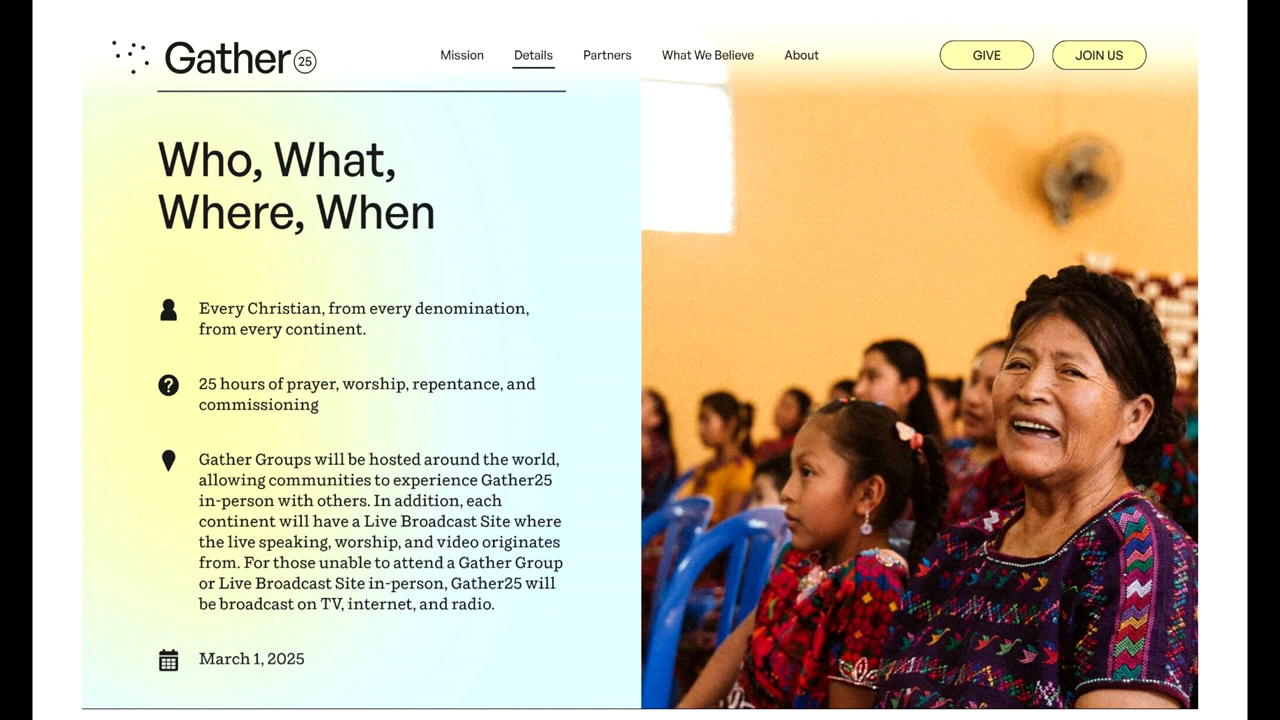 Gather 25
Mission
Details
Partners
What We Believe
About
GIVE
JOIN US
Who, What,
Where, When
Every Christian, from every denomination,
from every continent.
?
25 hours of prayer, worship, repentance, and
commissioning
Gather Groups will be hosted around the world,
allowing communities to experience Gather25
in-person with others. In addition, each
continent will have a Live Broadcast Site where
the live speaking, worship, and video originates
from. For those unable to attend a Gather Group
or Live Broadcast Site in-person, Gather25 will
be broadcast on TV, internet, and radio.
March 1, 2025